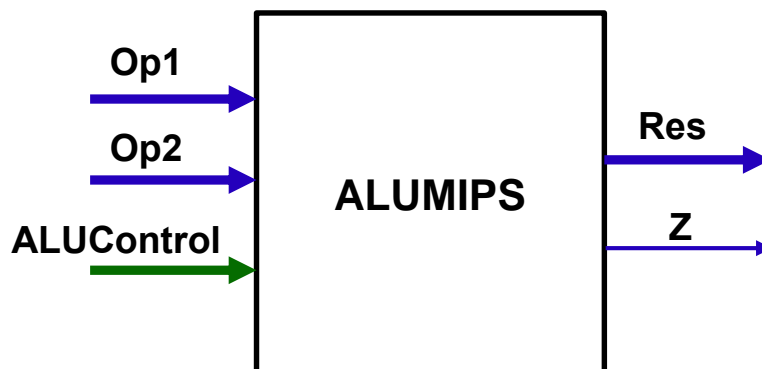 Op1
Op2
ALUControl
ALUMIPS
Res
Z